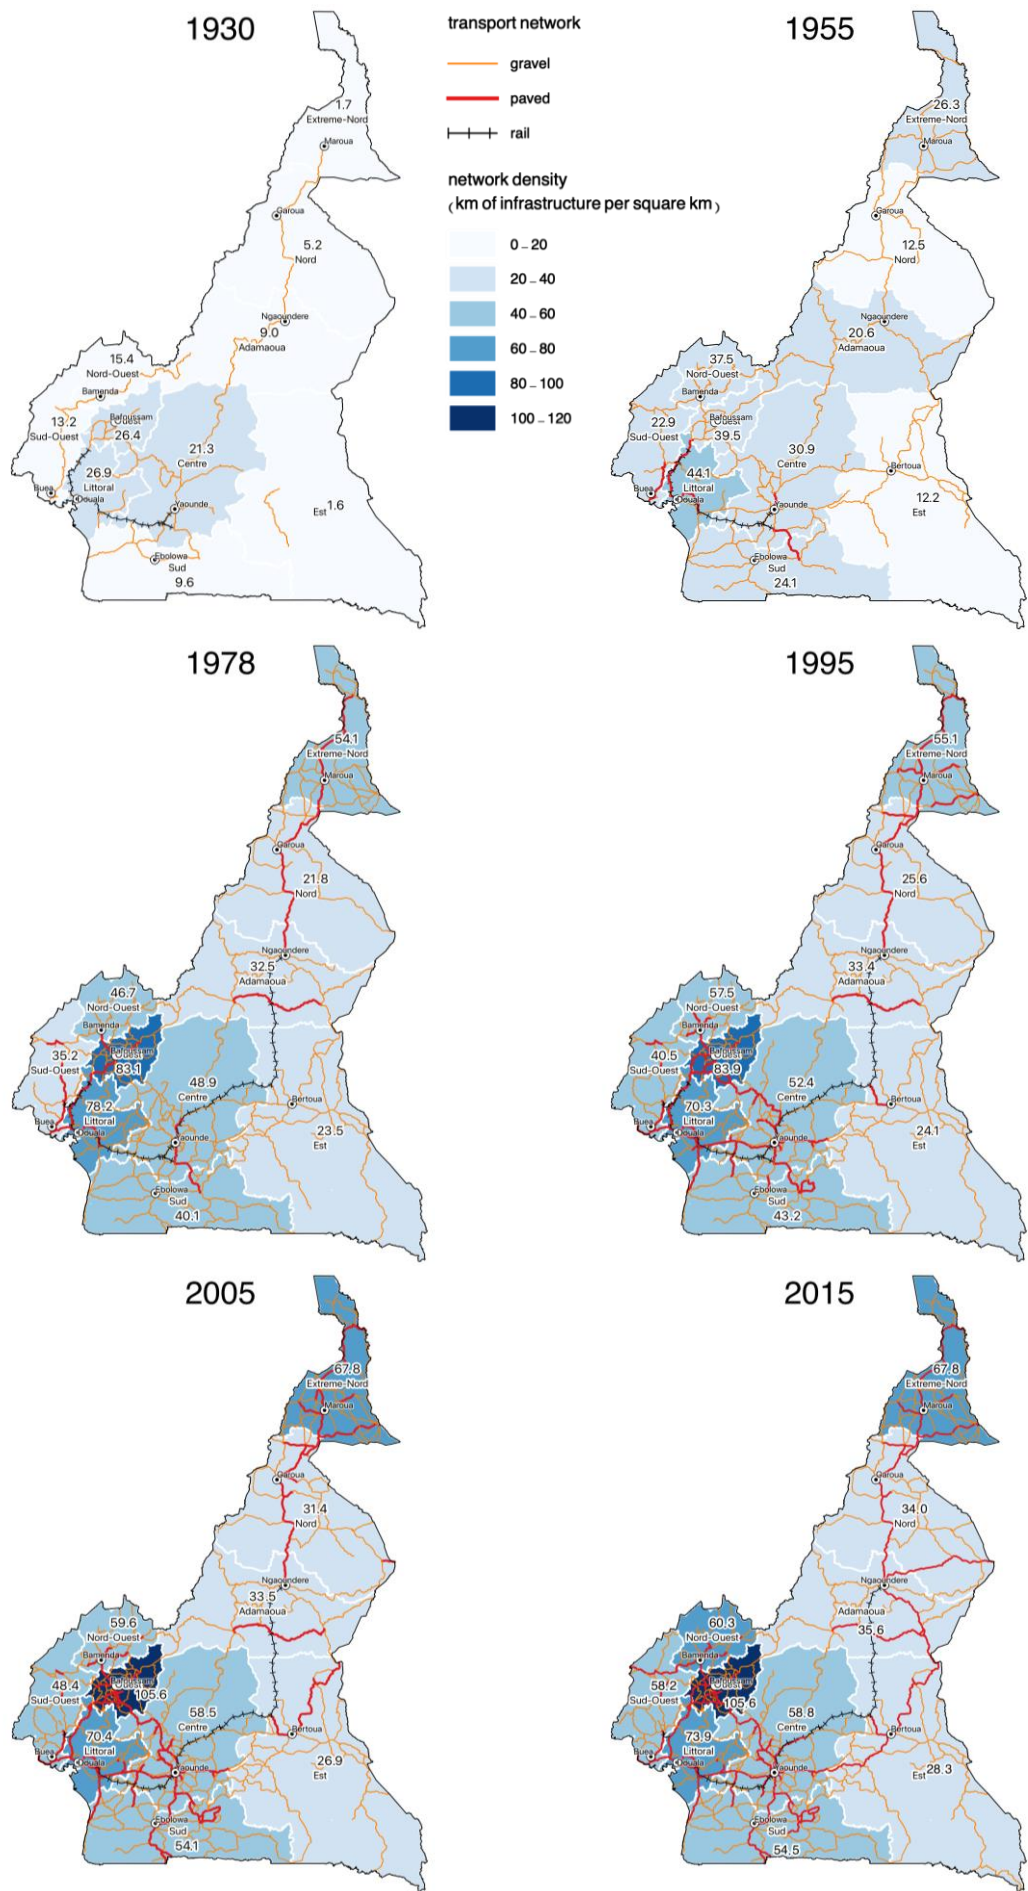 1930
transport network
gravel
paved
rail
network density
(km of infrastructure per square km)
0 – 20
20 – 40
40 – 60
60 – 80
80 – 100
100 – 120
1.7
Extreme-Nord
Maroua
Garoua
5.2
Nord
Ngaoundere
9.0
Adamaoua
15.4
Nord-Ouest
Bamenda
13.2
Sud-Ouest
Bafoussam
Ouest
26.4
21.3
Centre
26.9
Littoral
Buea
Douala
Yaounde
Est 1.6
Ebolowa
Sud
9.6
1955
26.3
Extreme-Nord
Maroua
Garoua
12.5
Nord
Ngaoundere
20.6
Adamaoua
37.5
Nord-Ouest
Bamenda
22.9
Sud-Ouest
Bafoussam
Ouest
39.5
30.9
Centre
44.1
Littoral
Bertoua
Buea
Douala
Yaounde
12.2
Est
Ebolowa
Sud
24.1
1978
54.1
Extreme-Nord
Maroua
Garoua
21.8
Nord
Ngaoundere
32.5
Adamaoua
46.7
Nord-Ouest
Bamenda
35.2
Sud-Ouest
Bafoussam
Ouest
83.1
48.9
Centre
78.2
Littoral
Bertoua
Buea
Douala
Yaounde
23.5
Est
Ebolowa
Sud
40.1
1995
55.1
Extreme-Nord
Maroua
Garoua
25.6
Nord
Ngaoundere
33.4
Adamaoua
57.5
Nord-Ouest
Bamenda
40.5
Sud-Ouest
Bafoussam
Ouest
83.9
52.4
Centre
70.3
Littoral
Bertoua
Buea
Douala
Yaounde
24.1
Est
Ebolowa
Sud
43.2
2005
67.8
Extreme-Nord
Maroua
Garoua
31.4
Nord
Ngaoundere
33.5
Adamaoua
59.6
Nord-Ouest
Bamenda
48.4
Sud-Ouest
Bafoussam
Ouest
105.6
58.5
Centre
70.4
Littoral
Bertoua
Buea
Douala
Yaounde
26.9
Est
Ebolowa
Sud
54.1
2015
67.8
Extreme-Nord
Maroua
Garoua
34.0
Nord
Ngaoundere
Adamaoua
35.6
60.3
Nord-Ouest
Bamenda
58.2
Sud-Ouest
Bafoussam
Ouest
105.6
58.8
Centre
73.9
Littoral
Bertoua
Buea
Douala
Yaounde
Est 28.3
Ebolowa
Sud
54.5